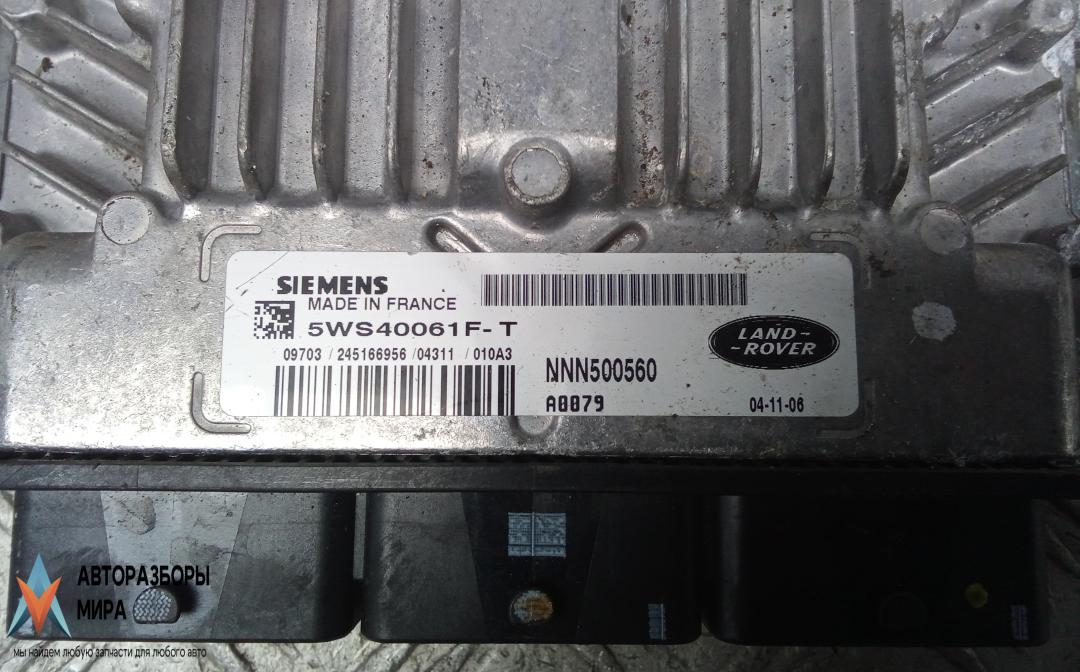 SIEMENS
MADE IN FRANCE
5WS40061F-T
09703 / 245166956 / 04311 / 010A3
LAND-
-ROVER
NNN500560
A0079
04-11-06
АВТОРАЗБОРЫ
МИРА
мы найдем любую запчасти для любого авто